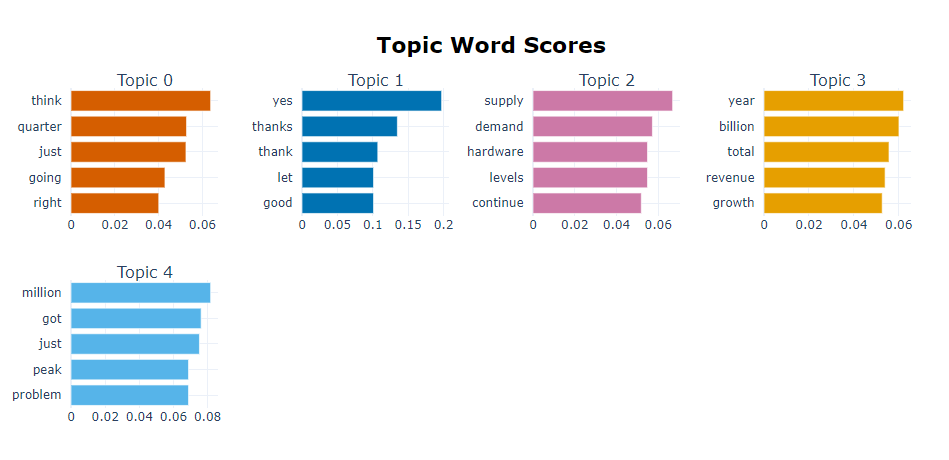 Topic Word Scores
Topic 0
think
quarter
just
going
right
0 0.02 0.04 0.06
Topic 1
yes
thanks
thank
let
good
0 0.05 0.1 0.15 0.2
Topic 2
supply
demand
hardware
levels
continue
0 0.02 0.04 0.06
Topic 3
year
billion
total
revenue
growth
0 0.02 0.04 0.06
Topic 4
million
got
just
peak
problem
0 0.02 0.04 0.06 0.08